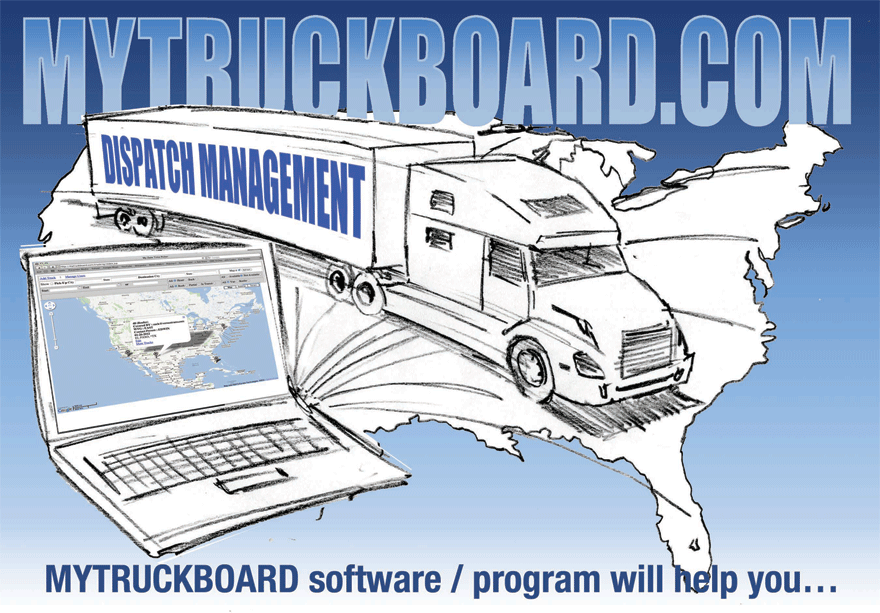 MYTRUCKBOARD.COM
DISPATCH MANAGEMENT
MYTRUCKBOARD software / program will help you...